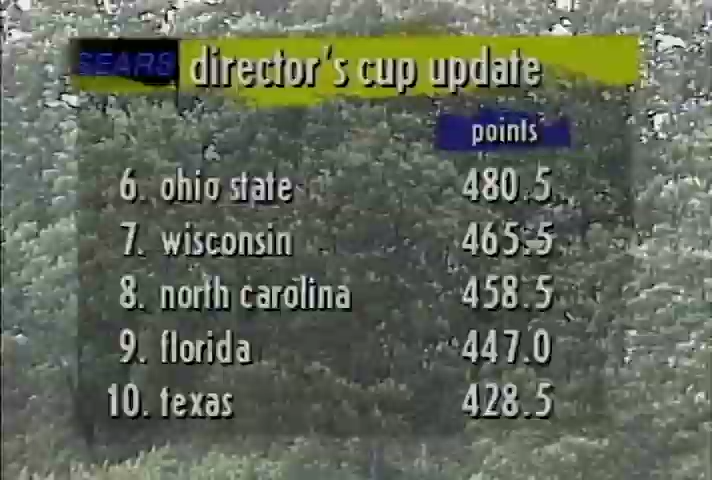 SEARS director's cup update
points
6. ohio state 480.5
7. wisconsin 465.5
8. north carolina 458.5
9. florida 447.0
10. texas 428.5